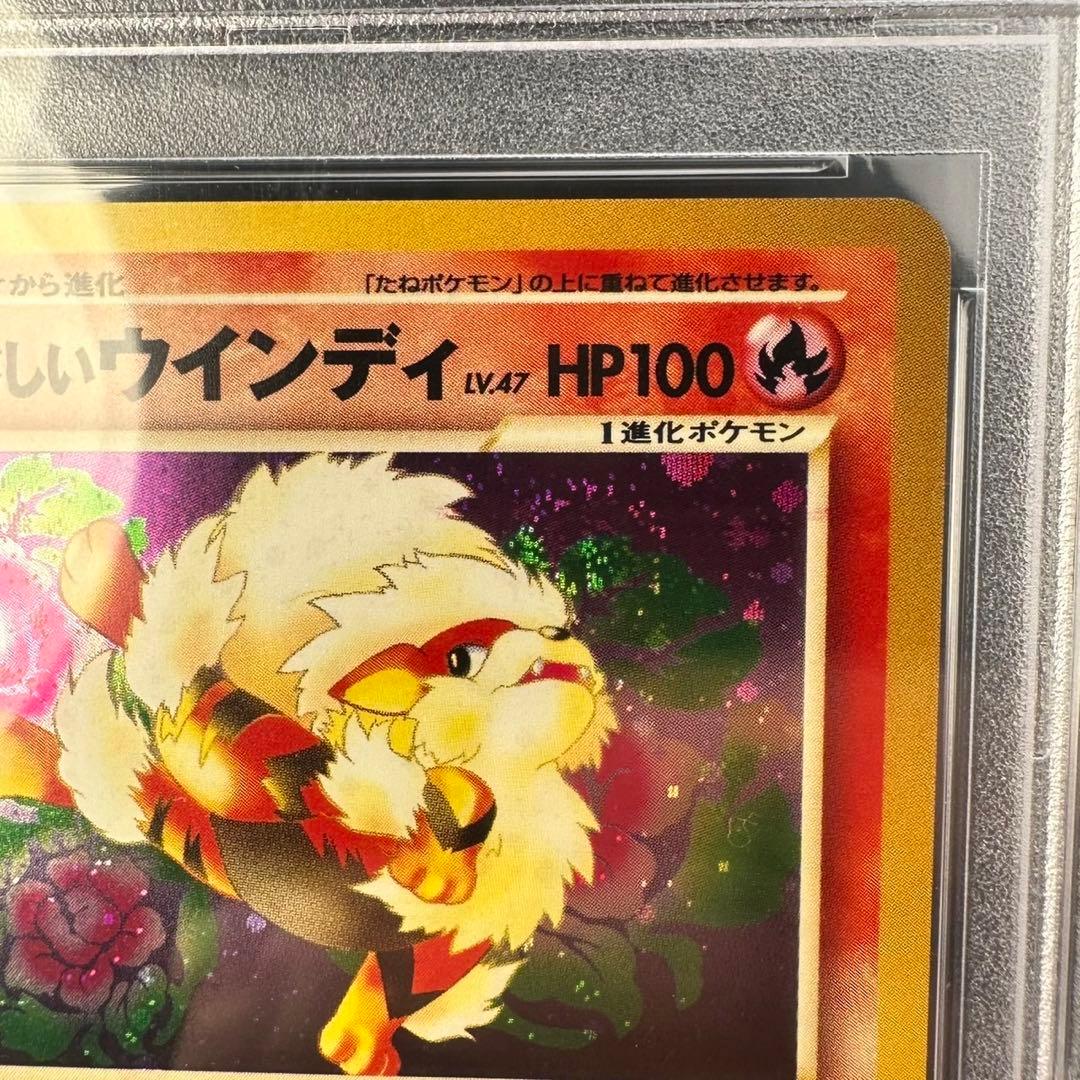 から進化 「たねポケモン」の上に重ねて進化させます。
しいウインディ LV.47 HP100
1進化ポケモン